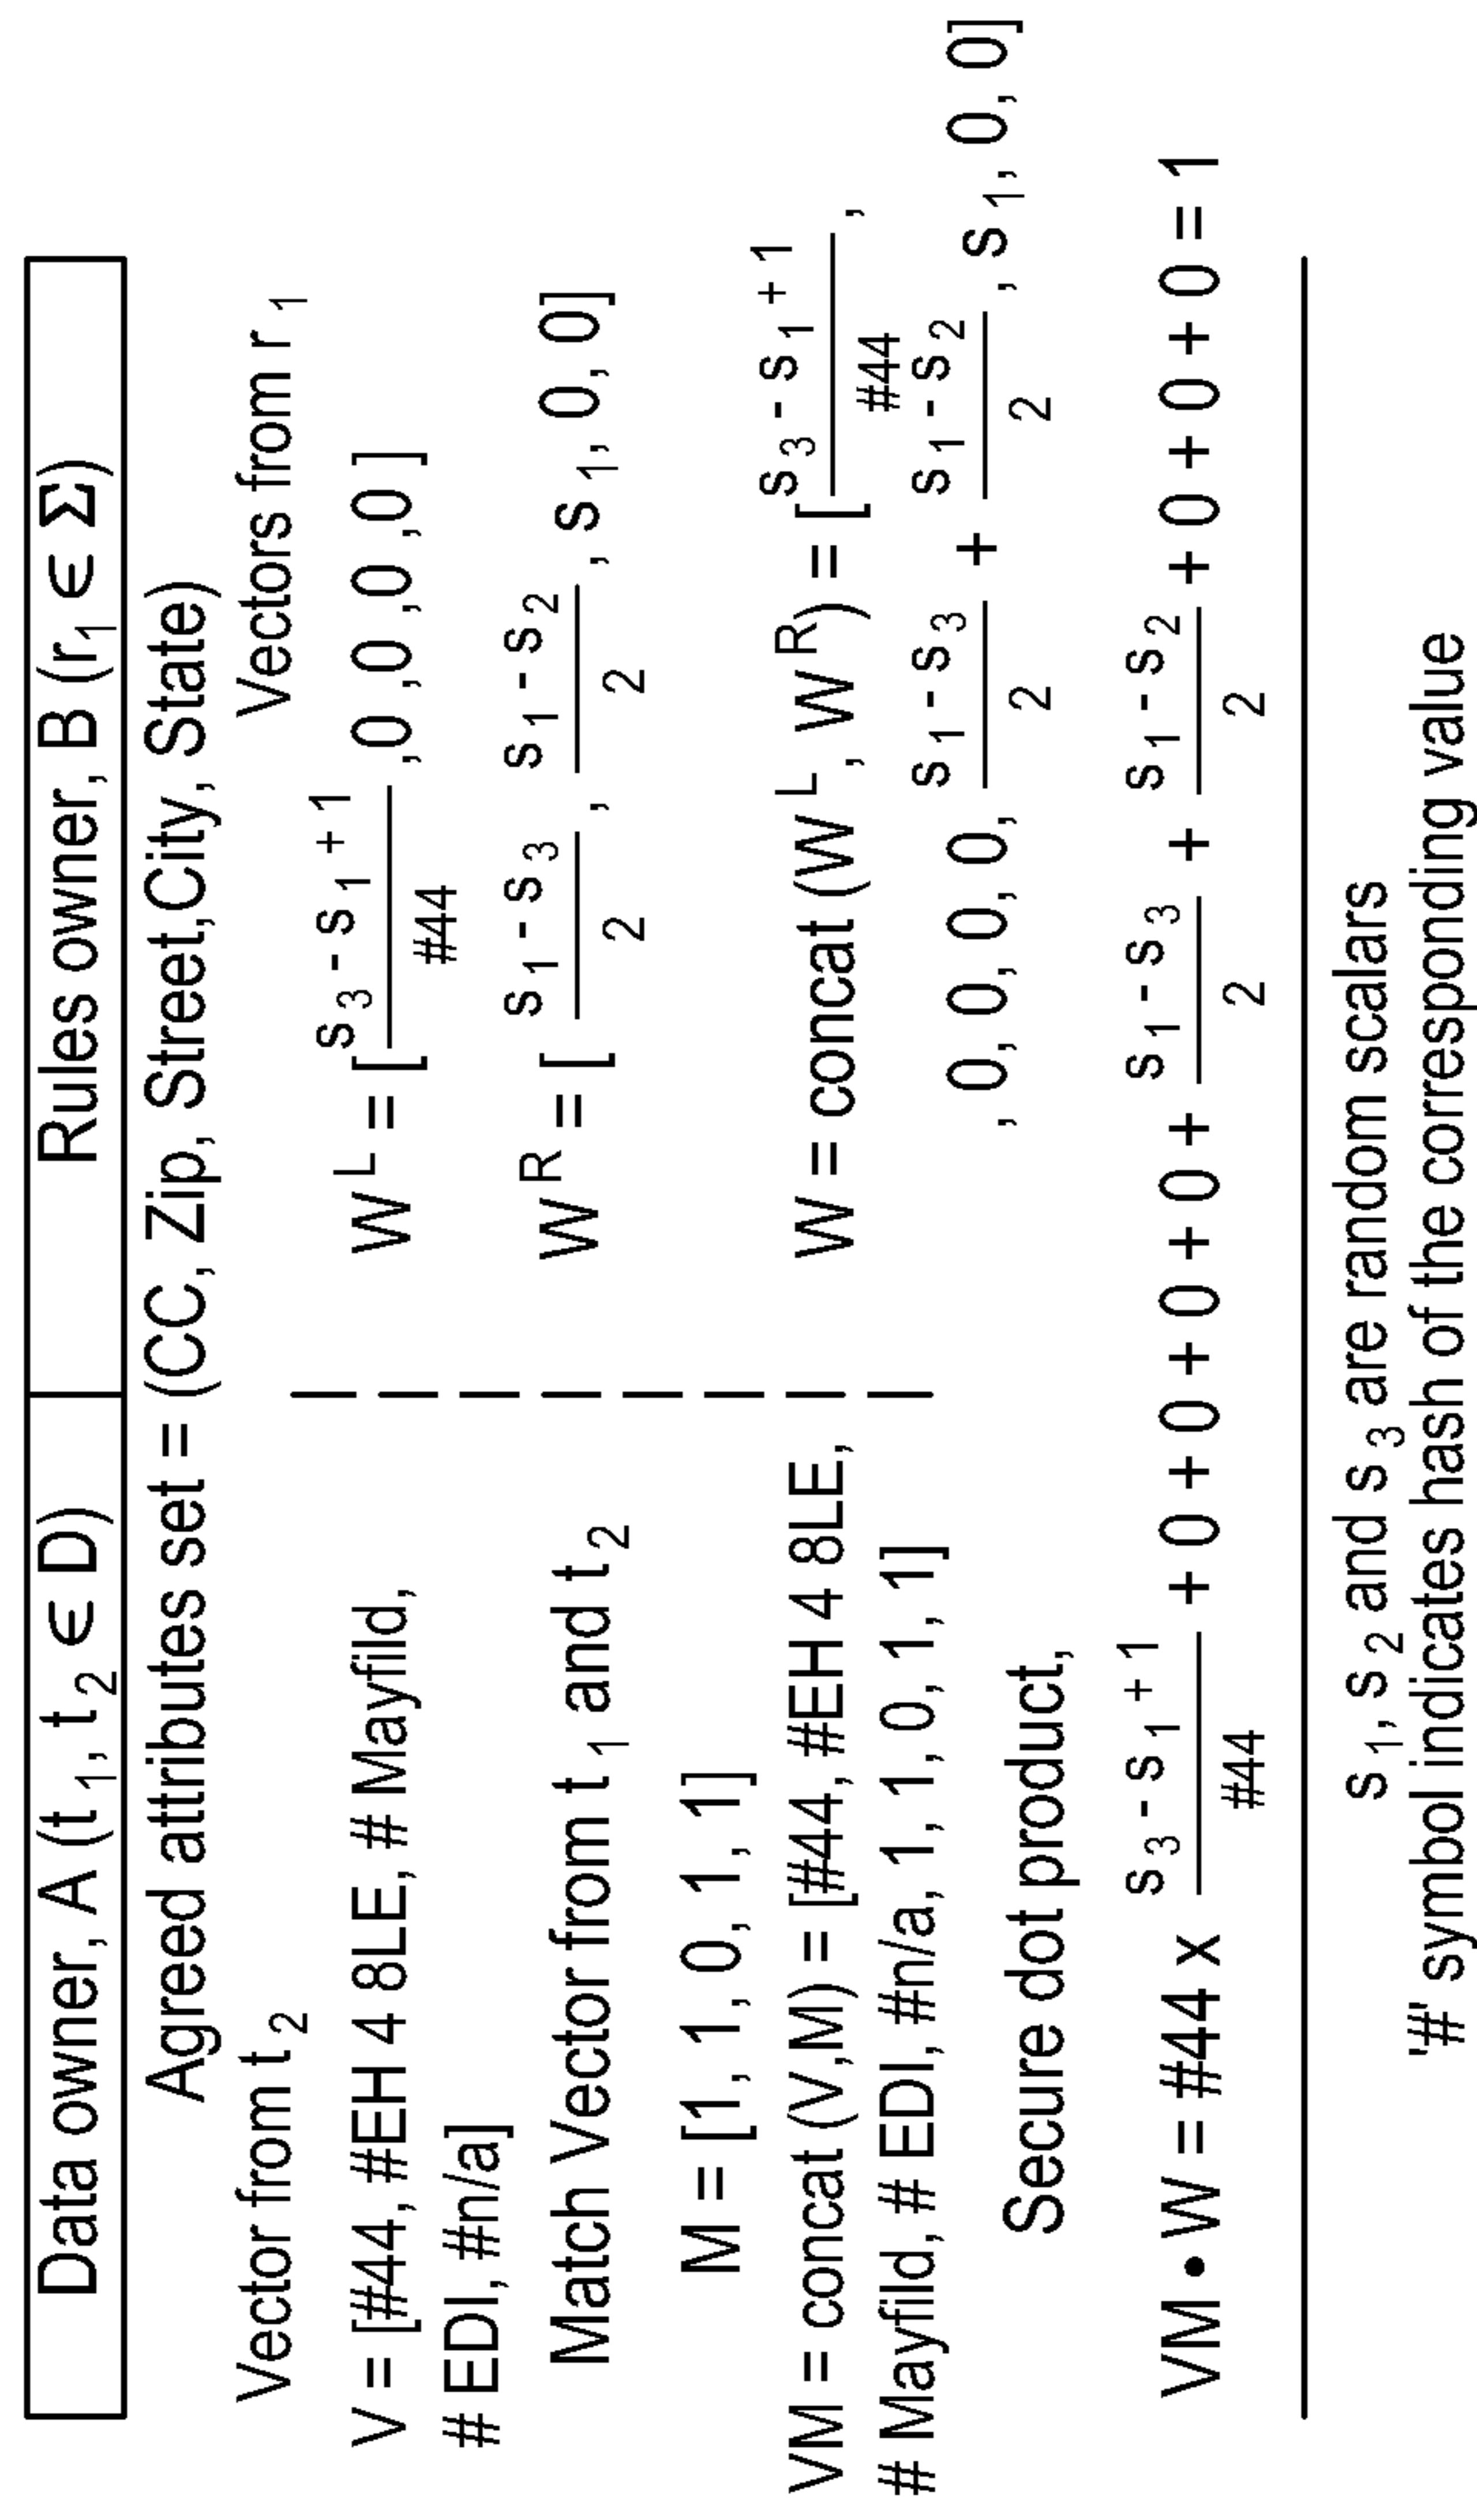 Data owner, A (t₁, t₂ ∈ D) Rules owner, B (r₁ ∈ Σ)
Agreed attributes set = (CC, Zip, Street, City, State)
Vector from t₂
V = [#44, #EH4 8LE, # Mayfild,
# EDI, #n/a]
Match Vector from t₁ and t₂
M = [1, 1, 0, 1, 1]
VM = concat (V,M) = [#44, #EH4 8LE,
# Mayfild, # EDI, #n/a, 1, 1, 0, 1, 1]
Vectors from r₁
W^L = [(s₃ - s₁ + 1)/#44, 0, 0, 0, 0]
W^R = [(s₁ - s₃)/2, (s₁ - s₂)/2, s₁, 0, 0]
W = concat (W^L, W^R) = [(s₃ - s₁ + 1)/#44,
, 0, 0, 0, 0, (s₁ - s₃)/2 + (s₁ - s₂)/2, s₁, 0, 0]
Secure dot product,
VM • W = #44 x (s₃ - s₁ + 1)/#44 + 0 + 0 + 0 + 0 + (s₁ - s₃)/2 + (s₁ - s₂)/2 + 0 + 0 + 0 = 1
s₁, s₂ and s₃ are random scalars
'#' symbol indicates hash of the corresponding value